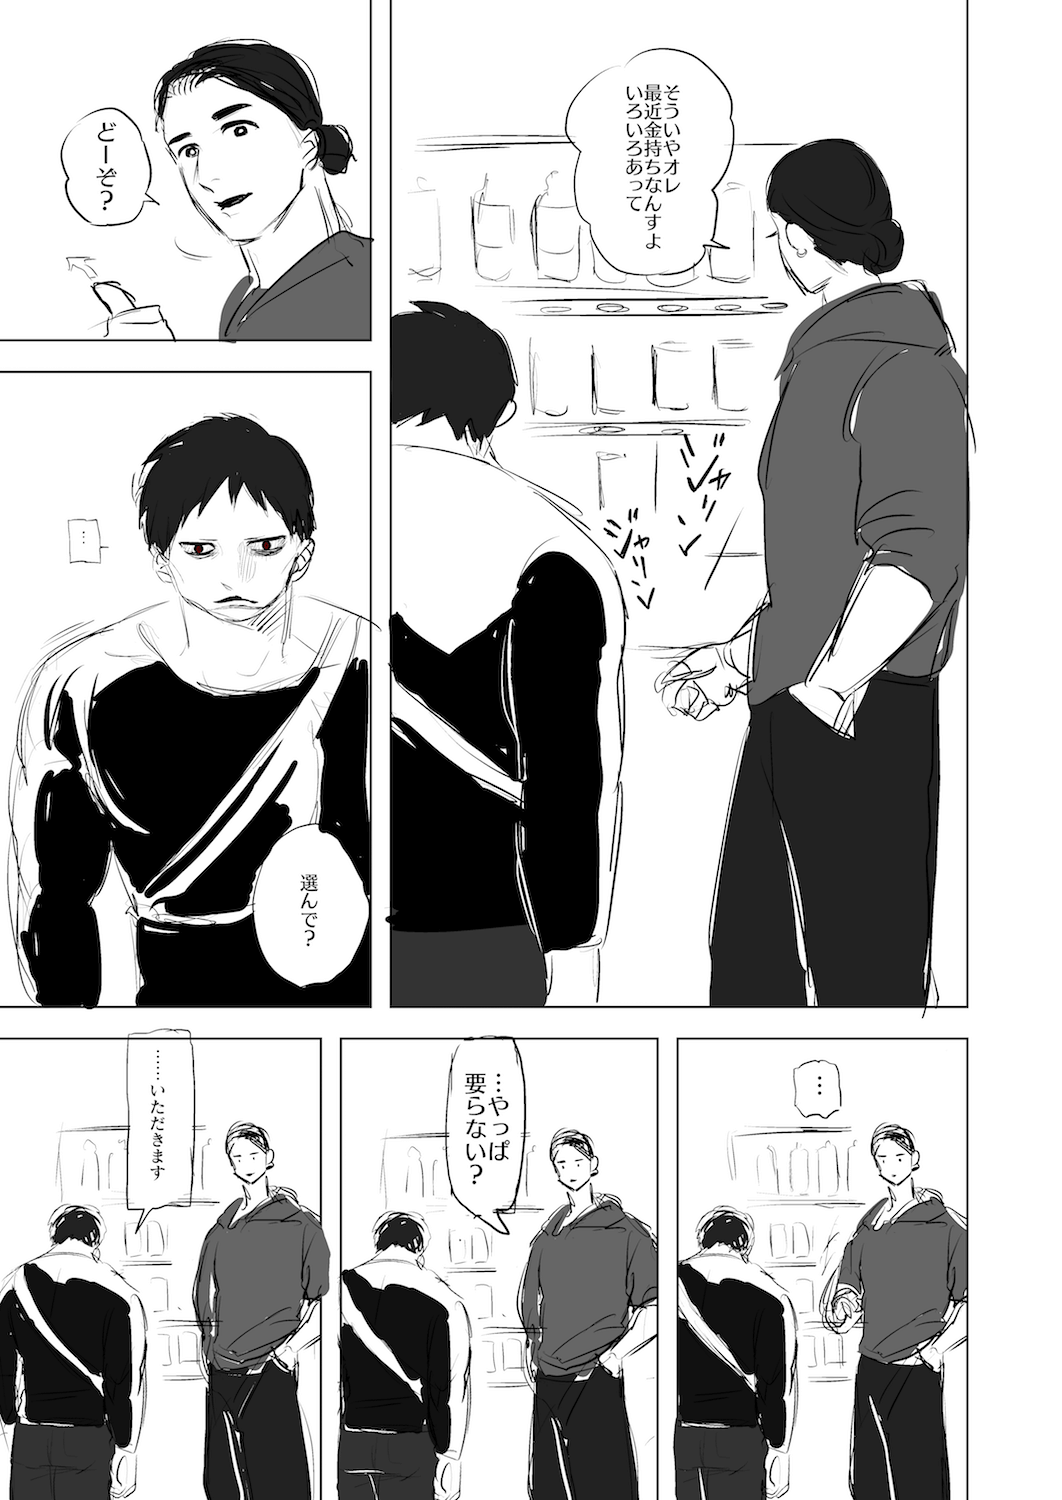 そういやオレ
最近金持ちなんすよ
いろいろあって
ジャッ
ジャリン
どーぞ？
…
選んで？
…
…やっぱ
要らない？
……いただきます